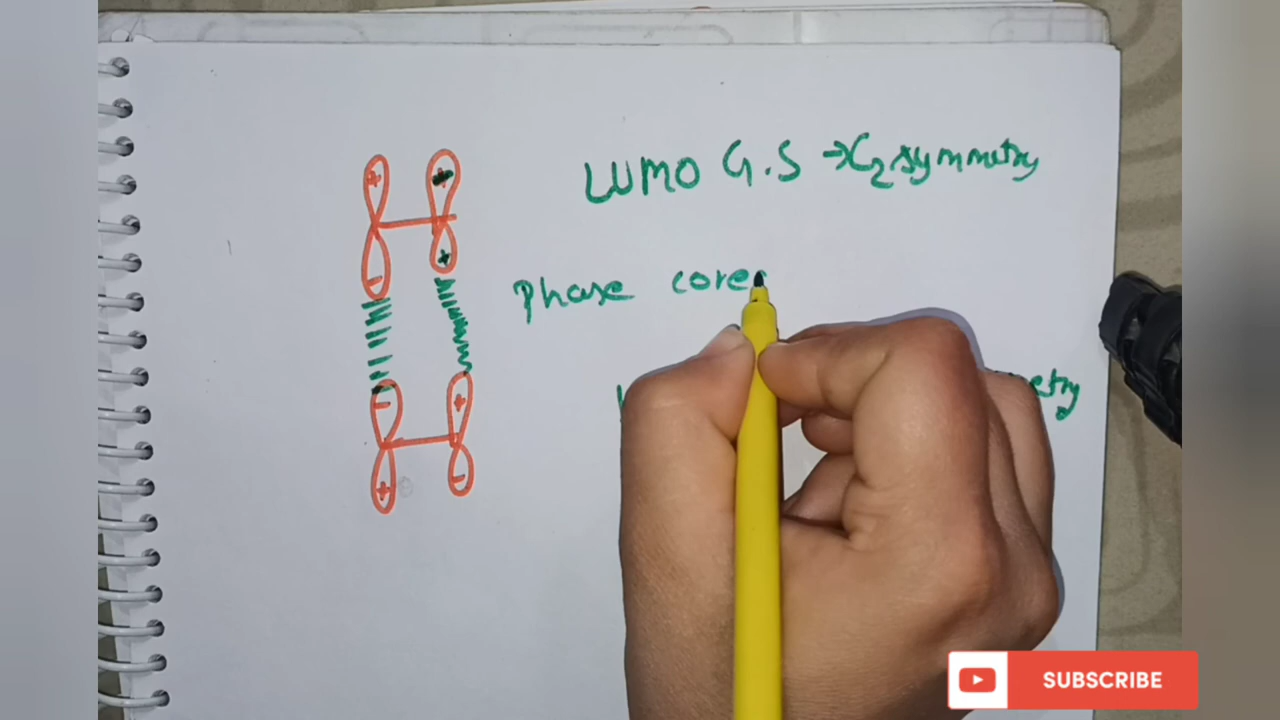 + +
LUMO G.S → C2 symmetry
- +
Phase core
- +
etry
+ -
SUBSCRIBE